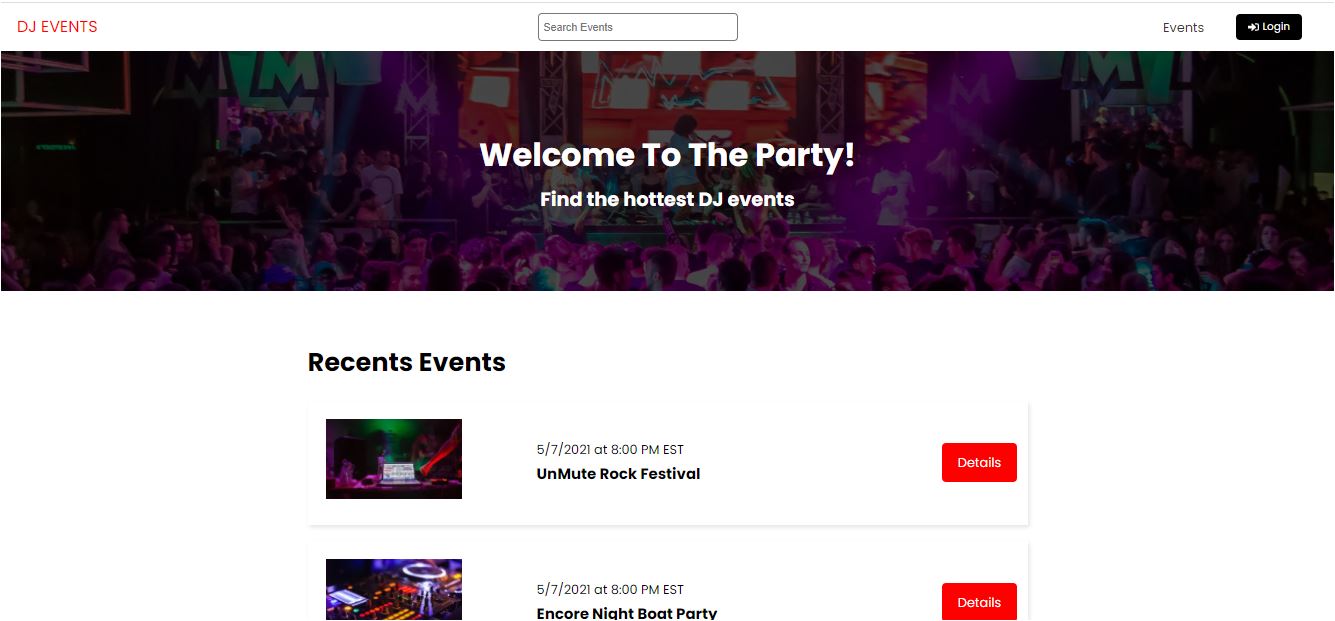 DJ EVENTS
Search Events
Events
Login
Welcome To The Party!
Find the hottest DJ events
Recents Events
5/7/2021 at 8:00 PM EST
UnMute Rock Festival
Details
5/7/2021 at 8:00 PM EST
Encore Night Boat Party
Details